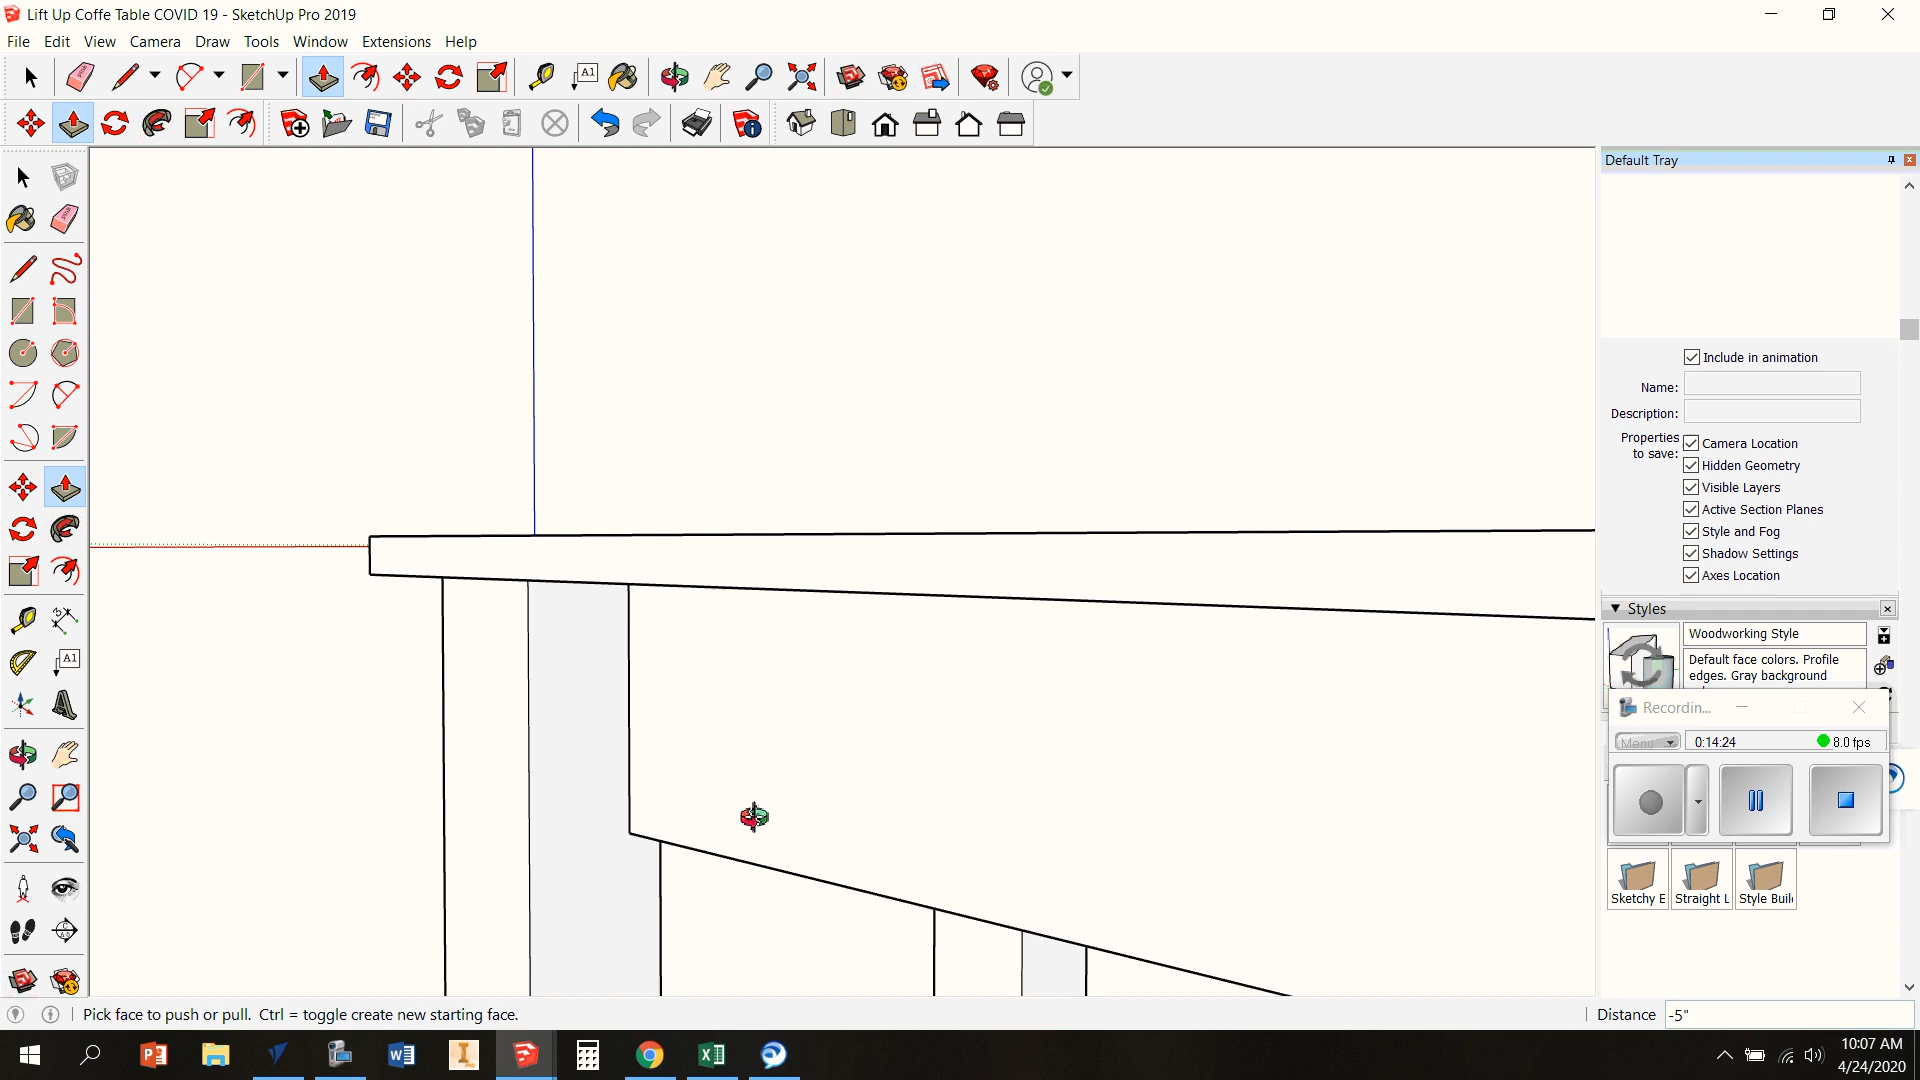 Lift Up Coffe Table COVID 19 - SketchUp Pro 2019
File Edit View Camera Draw Tools Window Extensions Help
A1
Default Tray
Include in animation
Name:
Description:
Properties to save:
Camera Location
Hidden Geometry
Visible Layers
Active Section Planes
Style and Fog
Shadow Settings
Axes Location
Styles
Woodworking Style
Default face colors. Profile
edges. Gray background
Recordin...
Menu
0:14:24
8.0 fps
Sketchy E
Straight L
Style Buil
A1
Pick face to push or pull. Ctrl = toggle create new starting face.
Distance
-5"
10:07 AM
4/24/2020